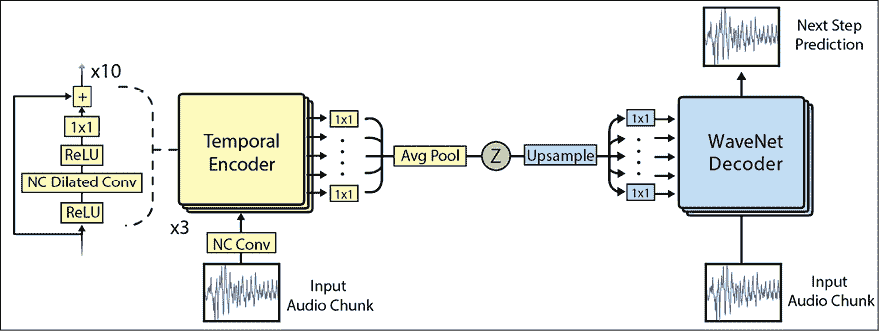 x10
+
1x1
ReLU
NC Dilated Conv
ReLU
Temporal
Encoder
x3
NC Conv
Input
Audio Chunk
1x1
1x1
Avg Pool
Z
Upsample
1x1
1x1
WaveNet
Decoder
Next Step
Prediction
Input
Audio Chunk